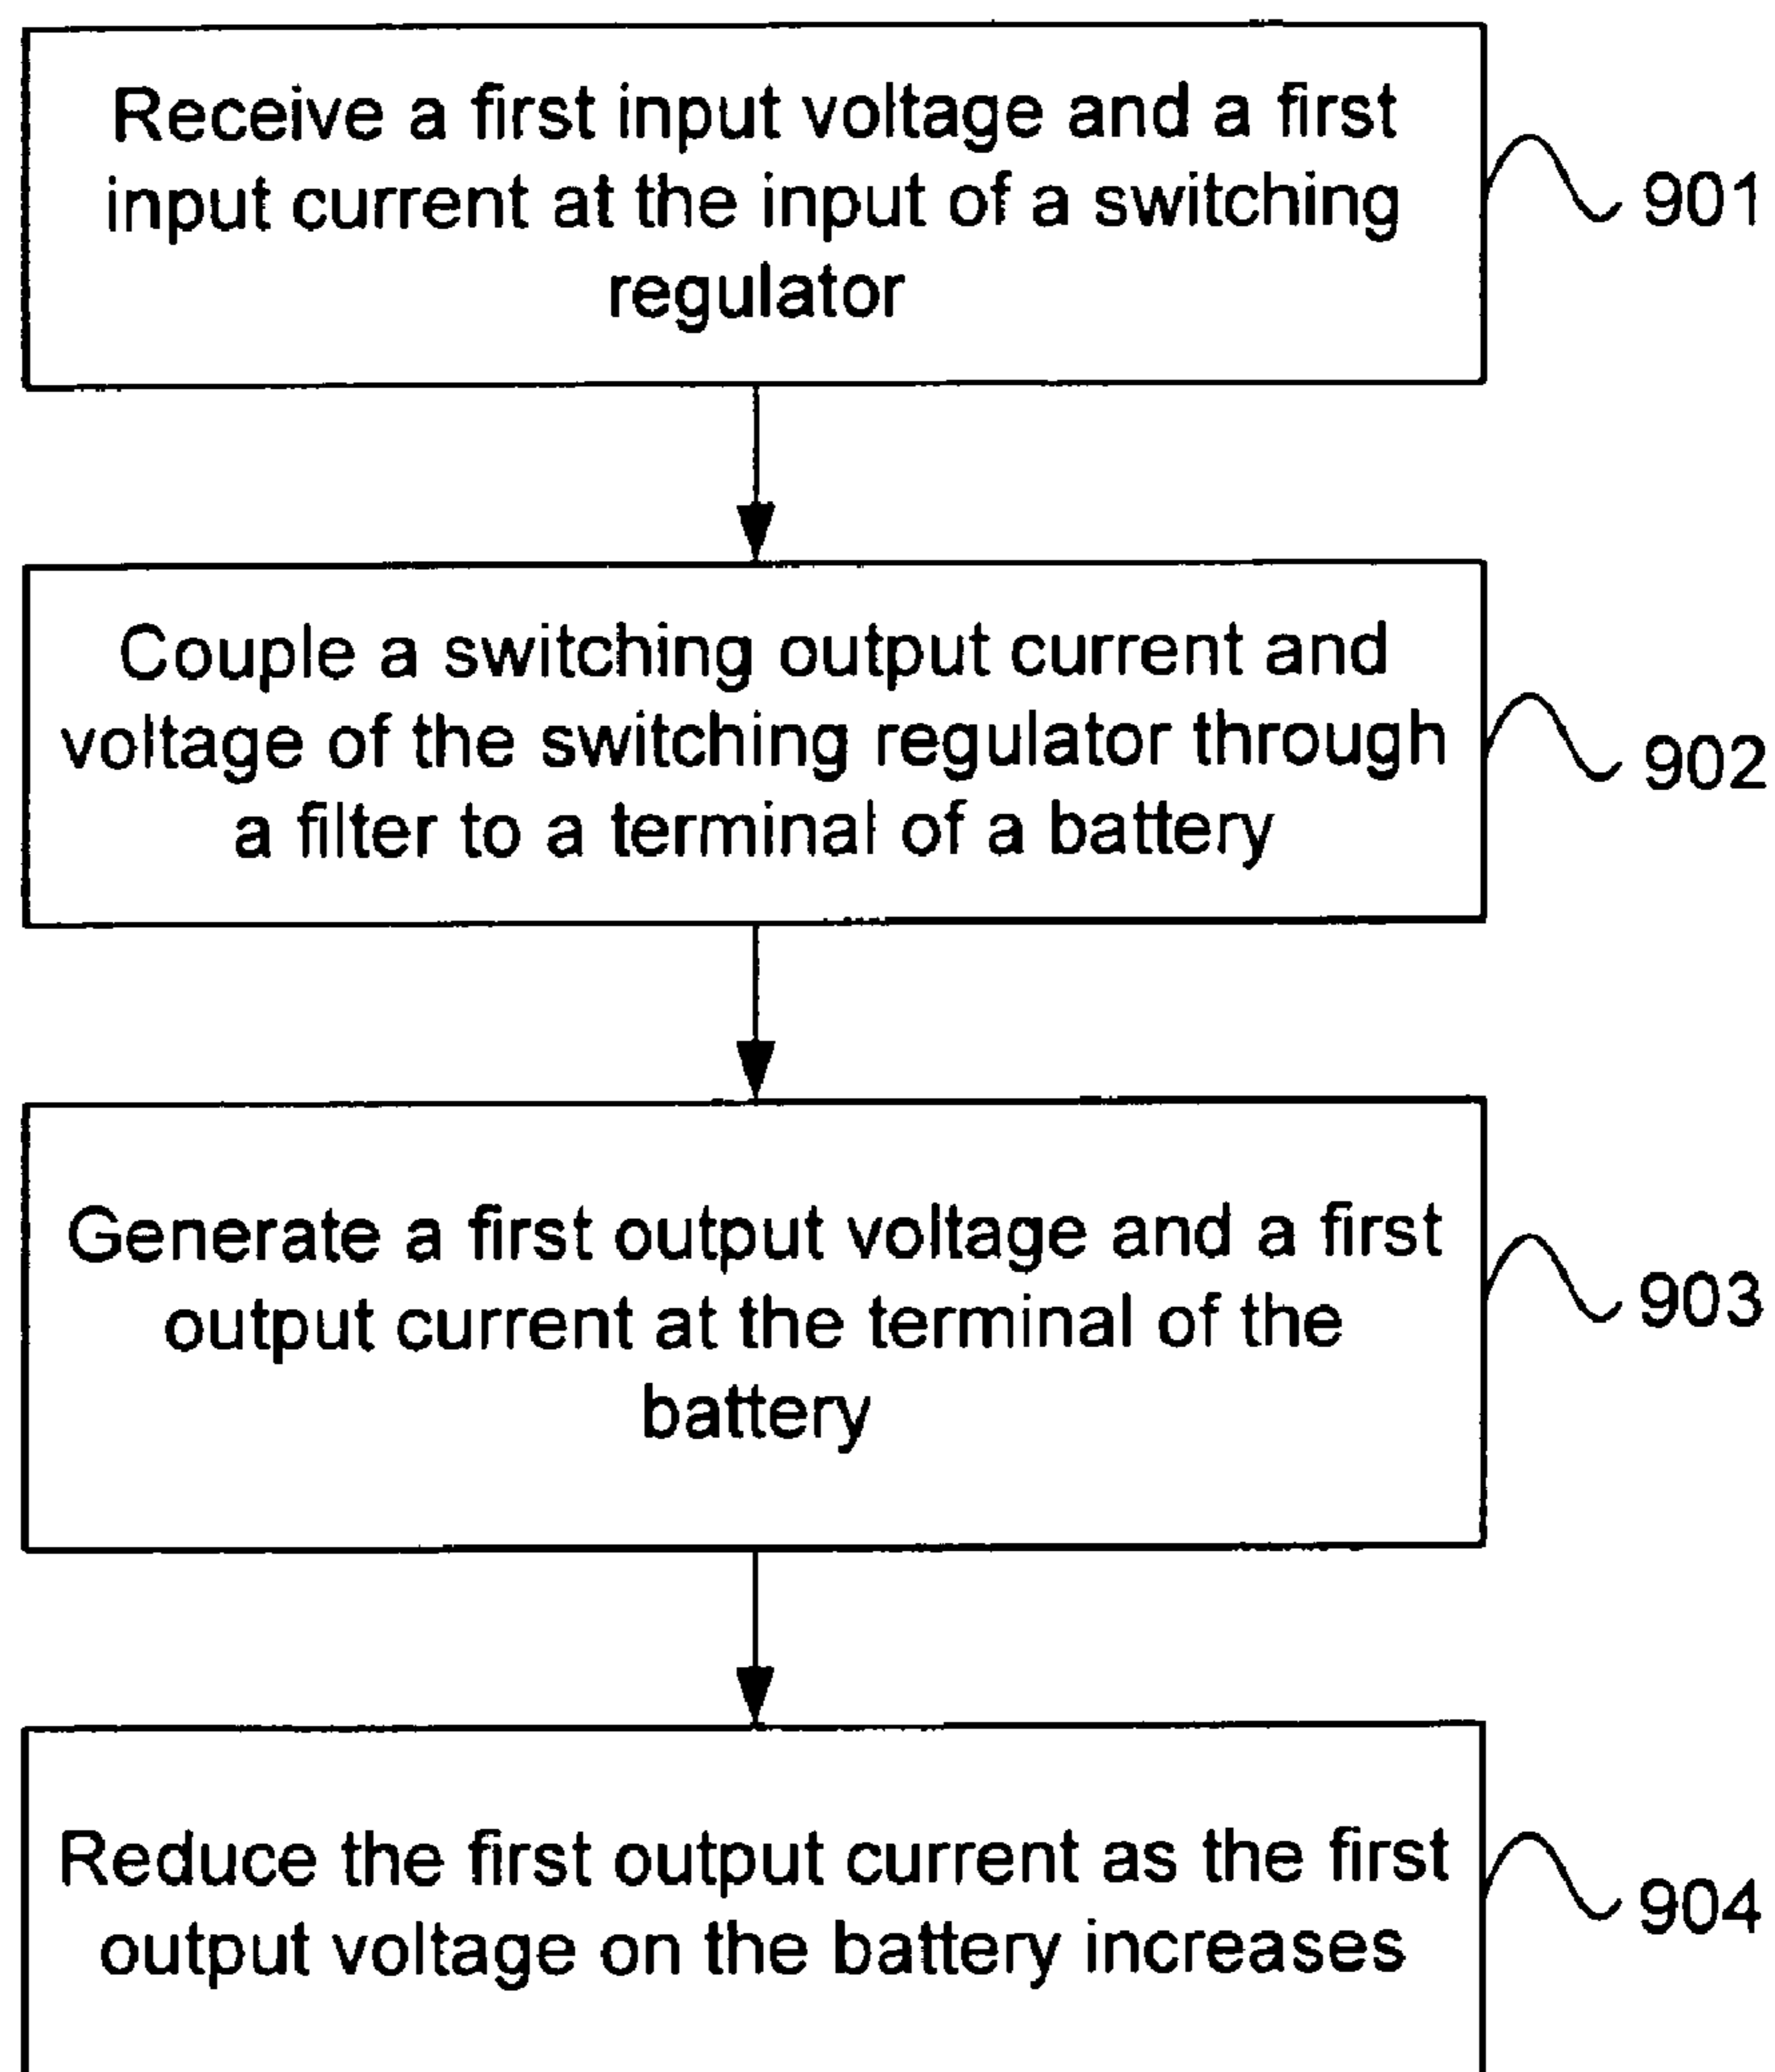 Receive a first input voltage and a first
input current at the input of a switching
regulator
901
Couple a switching output current and
voltage of the switching regulator through
a filter to a terminal of a battery
902
Generate a first output voltage and a first
output current at the terminal of the
battery
903
Reduce the first output current as the first
output voltage on the battery increases
904